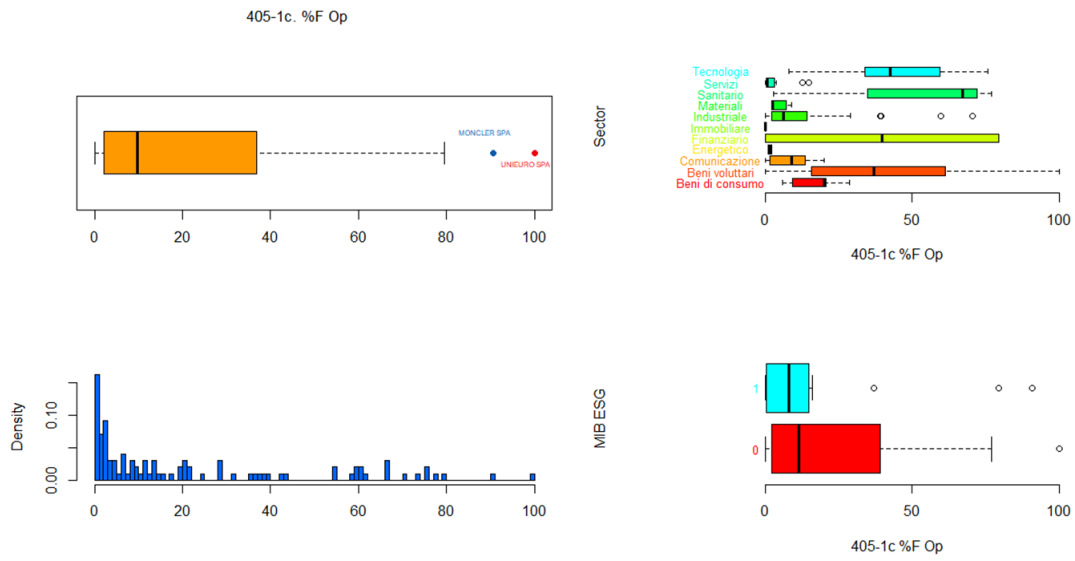 405-1c. %F Op
MONCLER SPA
UNIEURO SPA
0 20 40 60 80 100
Sector
Tecnologia
Servizi
Sanitario
Materiali
Industriale
Immobiliare
Finanziario
Energetico
Comunicazione
Beni voluttari
Beni di consumo
0 50 100
405-1c %F Op
Density
0.10
0.00
0 20 40 60 80 100
MIB ESG
1
0
0 50 100
405-1c %F Op